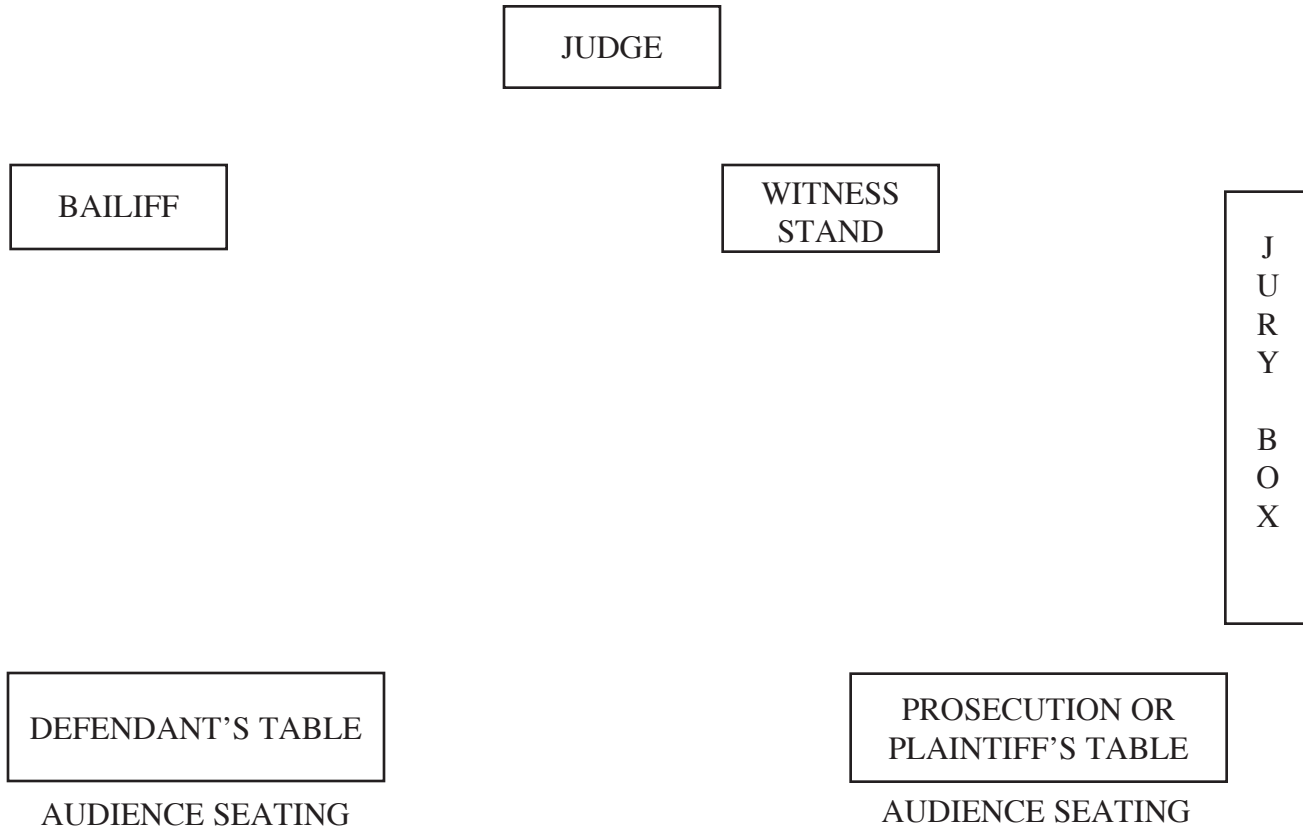 JUDGE
BAILIFF
WITNESS
STAND
J
U
R
Y
B
O
X
DEFENDANT’S TABLE
PROSECUTION OR
PLAINTIFF’S TABLE
AUDIENCE SEATING
AUDIENCE SEATING